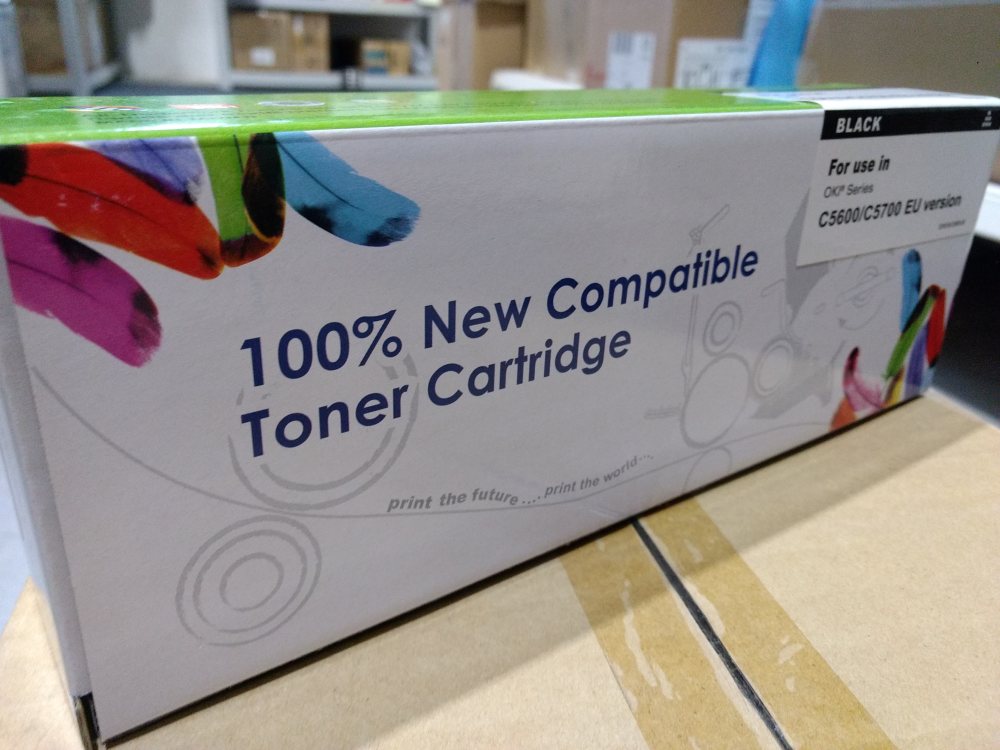 BLACK
For use in
OKI® Series
C5600/C5700 EU version
100% New Compatible
Toner Cartridge
print the future .... print the world....